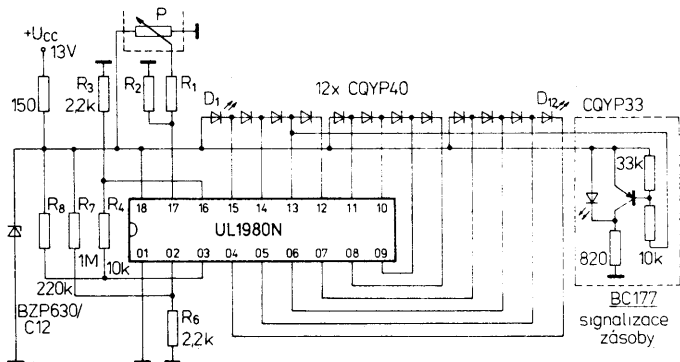 +Ucc
13V
150
P
R3
2,2k
R2
R1
D1
12x CQYP40
D12
CQYP33
33k
18 17 16 15 14 13 12 11 10
UL1980N
01 02 03 04 05 06 07 08 09
R8
R7
R4
1M
10k
220k
BZP630/
C12
R6
2,2k
820
10k
BC177
signalizace
zásoby